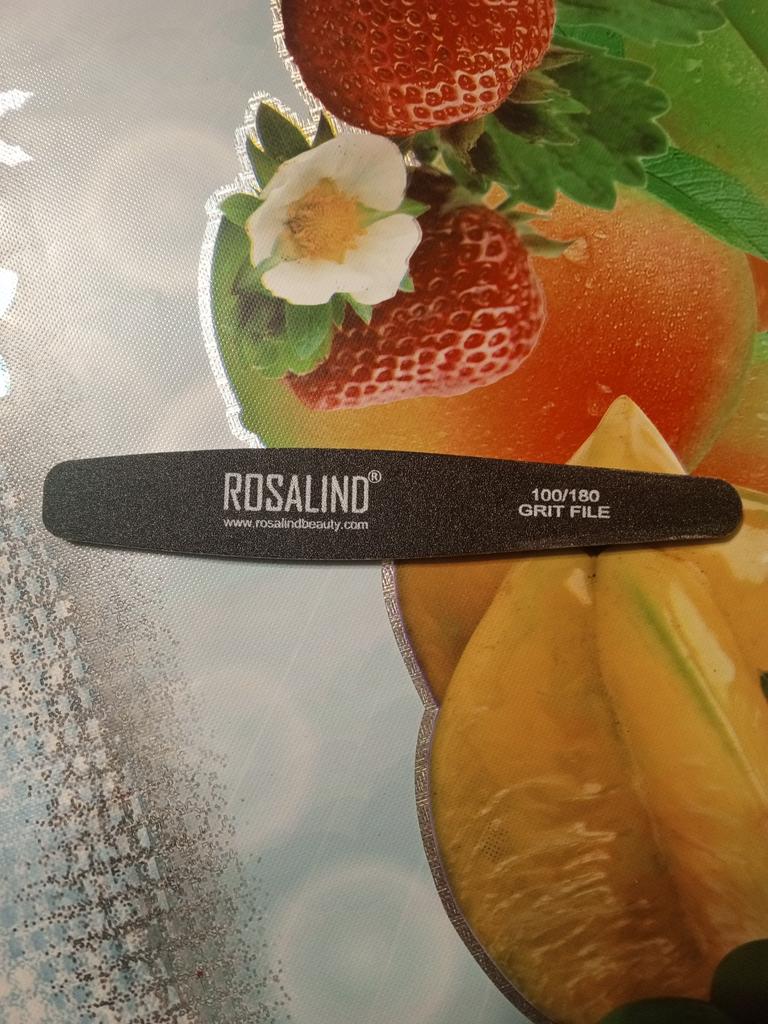 ROSALIND®
www.rosalindbeauty.com
100/180
GRIT FILE